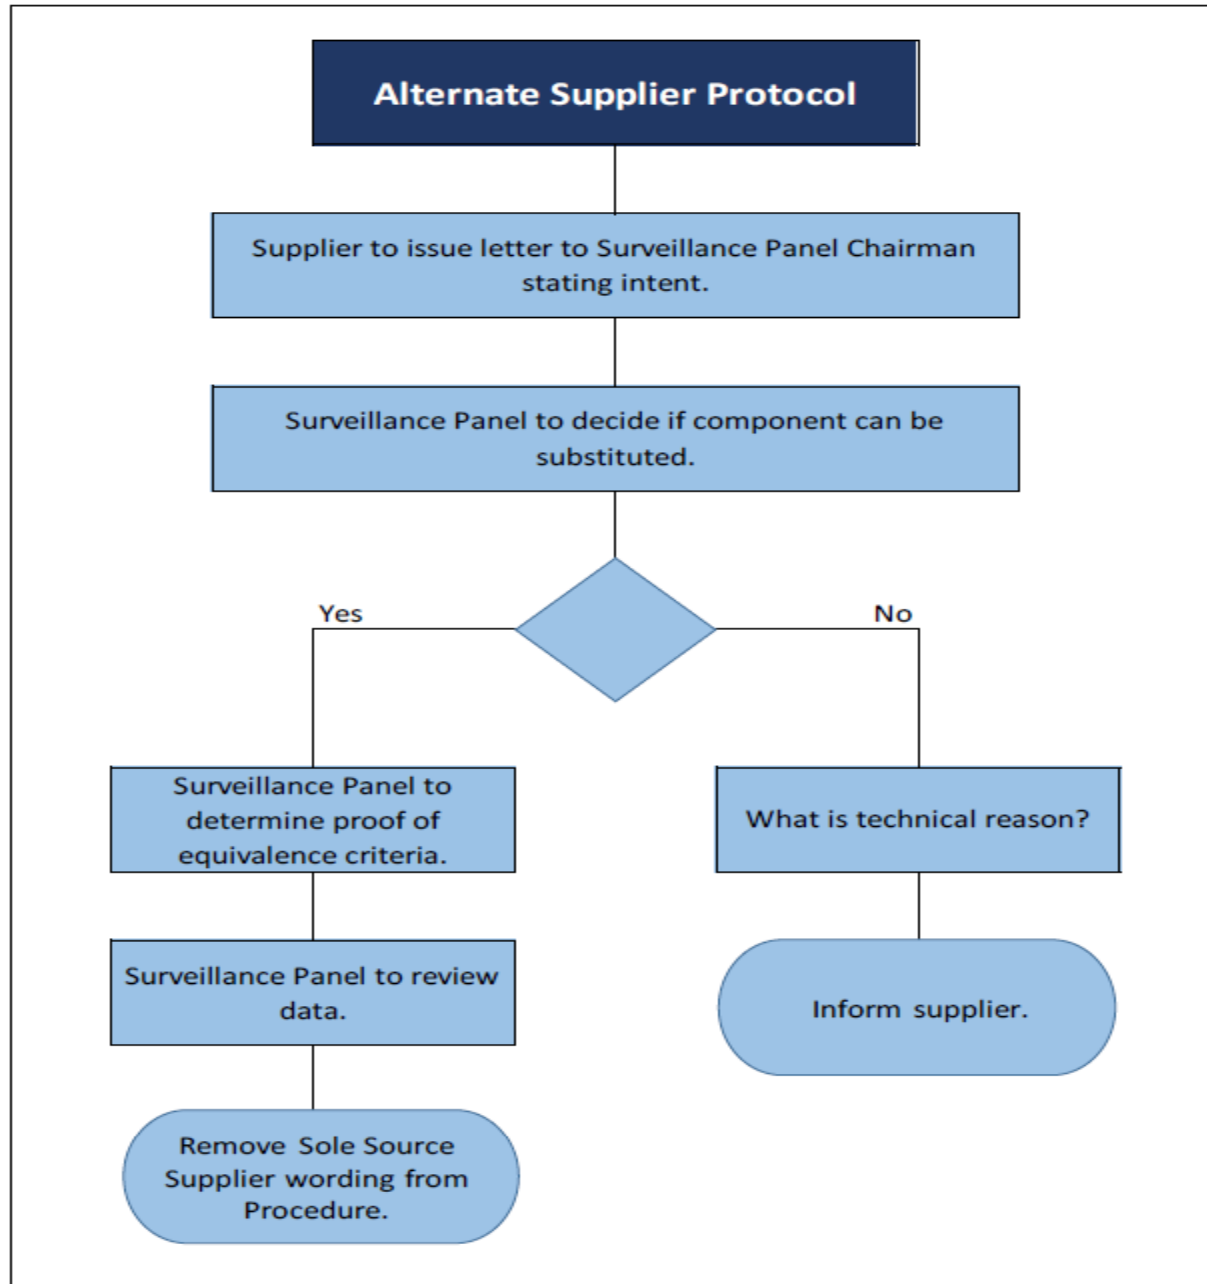 Alternate Supplier Protocol
Supplier to issue letter to Surveillance Panel Chairman
stating intent.
Surveillance Panel to decide if component can be
substituted.
Yes
No
Surveillance Panel to
determine proof of
equivalence criteria.
What is technical reason?
Surveillance Panel to review
data.
Inform supplier.
Remove Sole Source
Supplier wording from
Procedure.